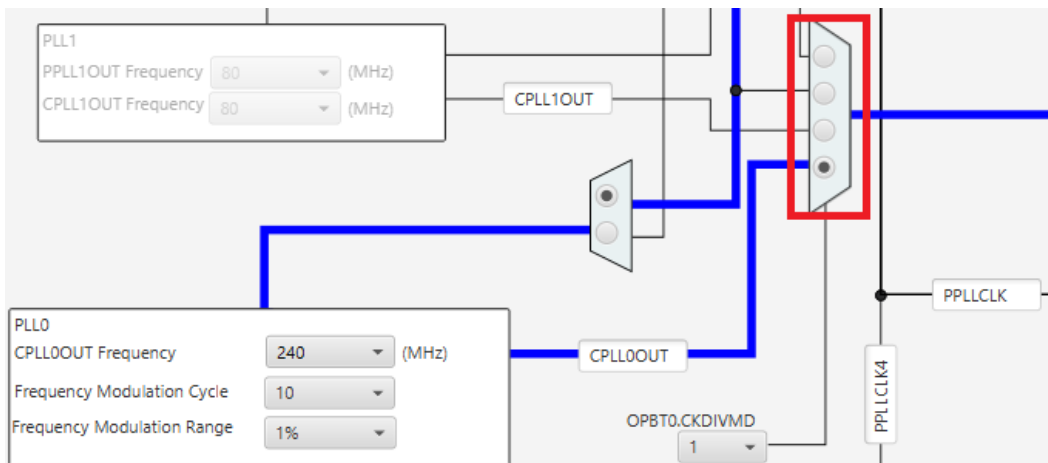 PLL1
PPLL1OUT Frequency 80 (MHz)
CPLL1OUT Frequency 80 (MHz)
CPLL1OUT
PPLLCLK
PLL0
CPLL0OUT Frequency 240 (MHz)
CPLL0OUT
Frequency Modulation Cycle 10
Frequency Modulation Range 1%
OPBT0.CKDIVMD
1
PPLLCLK4